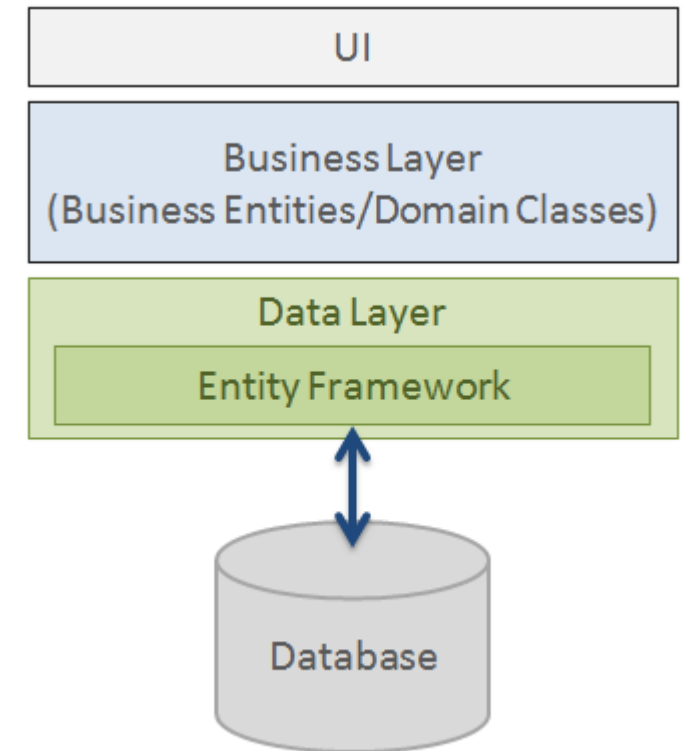 UI
Business Layer
(Business Entities/Domain Classes)
Data Layer
Entity Framework
Database